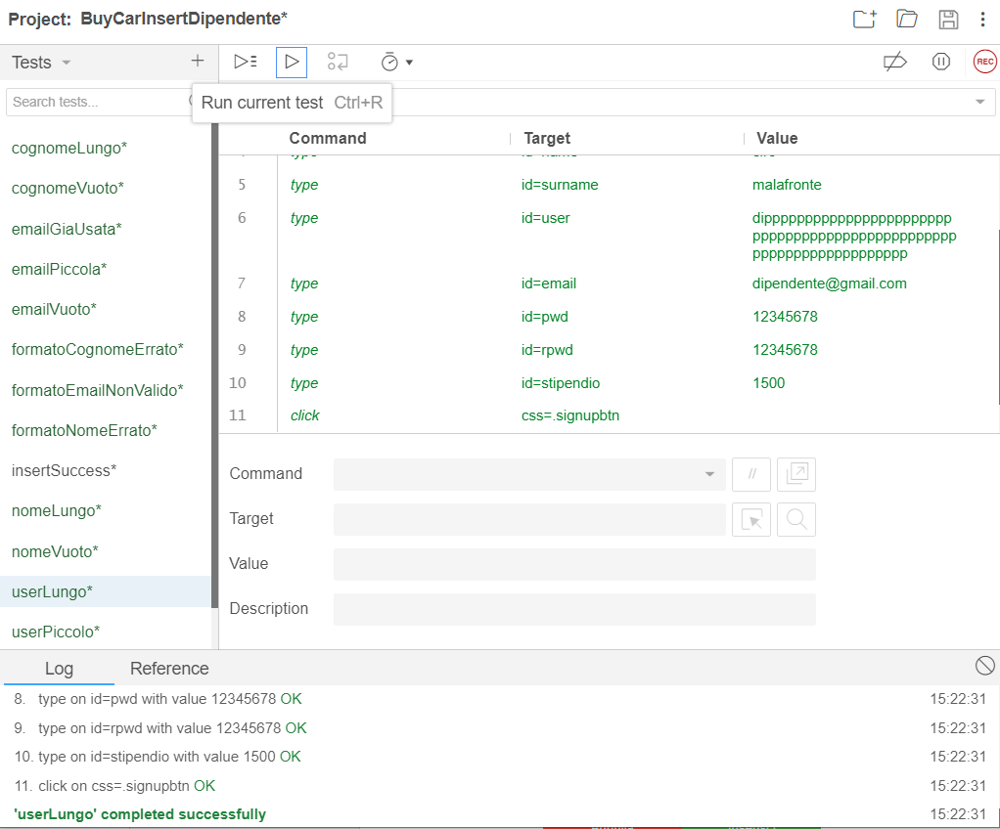 Project: BuyCarInsertDipendente*
Tests
REC
Search tests...
Run current test Ctrl+R
Command Target Value
cognomeLungo*
cognomeVuoto*
emailGiaUsata*
emailPiccola*
emailVuoto*
formatoCognomeErrato*
formatoEmailNonValido*
formatoNomeErrato*
insertSuccess*
nomeLungo*
nomeVuoto*
userLungo*
userPiccolo*
type id=name
5 type id=surname malafronte
6 type id=user dipppppppppppppppppppppp
pppppppppppppppppppppppppp
ppppppppppppppppppp
7 type id=email dipendente@gmail.com
8 type id=pwd 12345678
9 type id=rpwd 12345678
10 type id=stipendio 1500
11 click css=.signupbtn
Command //
Target
Value
Description
Log Reference
8. type on id=pwd with value 12345678 OK 15:22:31
9. type on id=rpwd with value 12345678 OK 15:22:31
10. type on id=stipendio with value 1500 OK 15:22:31
11. click on css=.signupbtn OK 15:22:31
'userLungo' completed successfully 15:22:31